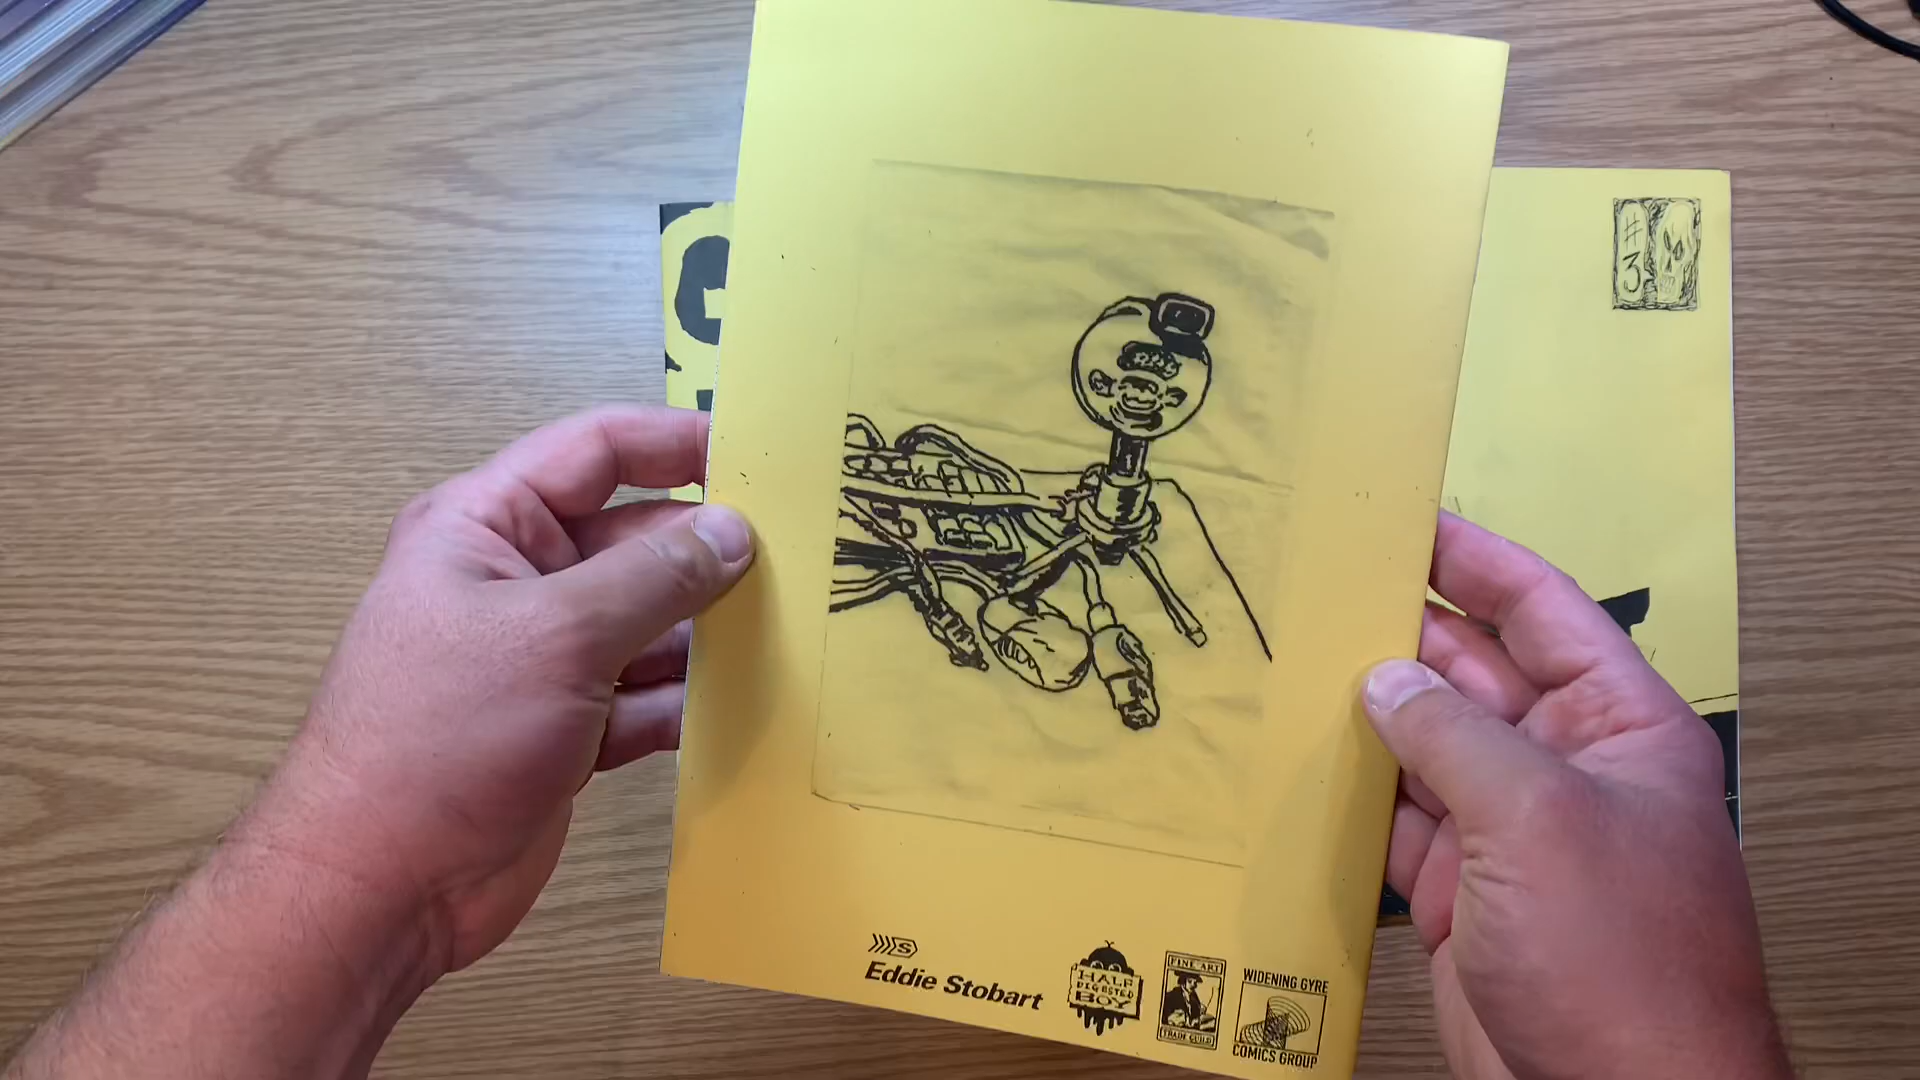 #
3
S
Eddie Stobart
HALF
DIGESTED
BOY
FINE ART
TRADE GUILD
WIDENING GYRE
COMICS GROUP